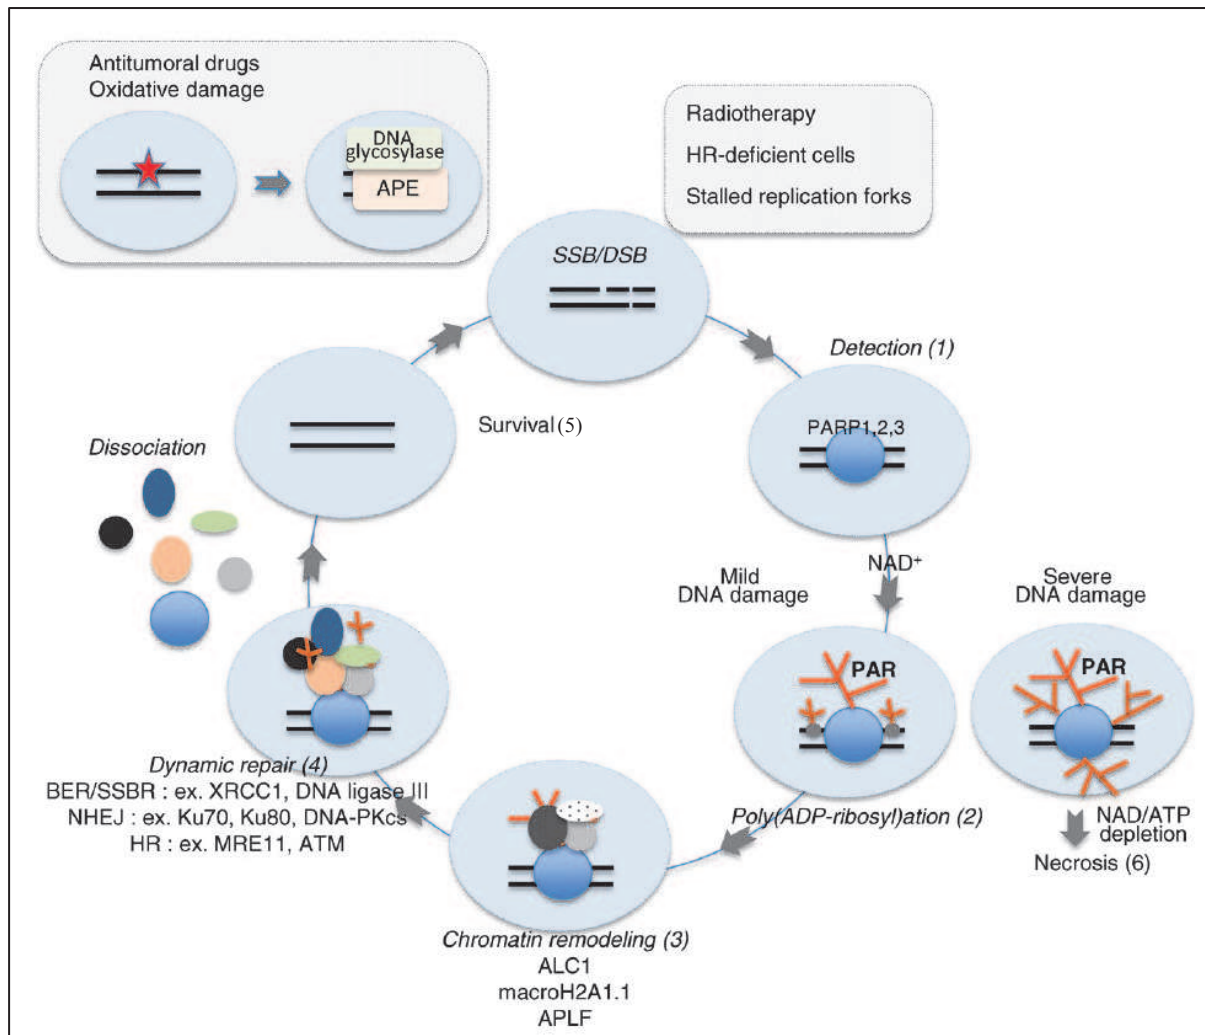 Antitumoral drugs
Oxidative damage
DNA
glycosylase
APE
Radiotherapy
HR-deficient cells
Stalled replication forks
SSB/DSB
Detection (1)
PARP1,2,3
Survival (5)
Dissociation
NAD+
Mild
DNA damage
Severe
DNA damage
PAR
PAR
Dynamic repair (4)
BER/SSBR : ex. XRCC1, DNA ligase III
NHEJ : ex. Ku70, Ku80, DNA-PKcs
HR : ex. MRE11, ATM
Poly(ADP-ribosyl)ation (2)
NAD/ATP
depletion
Necrosis (6)
Chromatin remodeling (3)
ALC1
macroH2A1.1
APLF